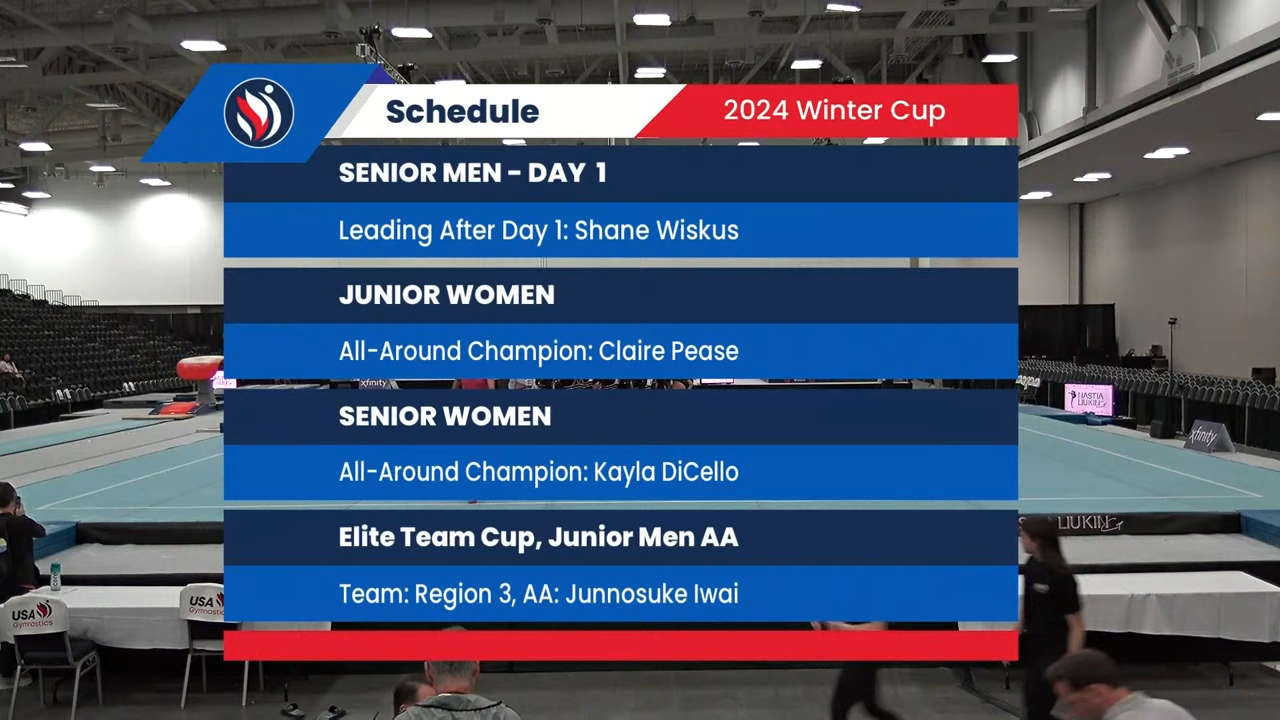 Schedule
2024 Winter Cup
SENIOR MEN - DAY 1
Leading After Day 1: Shane Wiskus
JUNIOR WOMEN
All-Around Champion: Claire Pease
xfinity
SENIOR WOMEN
All-Around Champion: Kayla DiCello
NASTIA
LIUKIN
xfinity
Elite Team Cup, Junior Men AA
LIUKIN
Team: Region 3, AA: Junnosuke Iwai
USA
Gymnastics
USA
Gymnastics